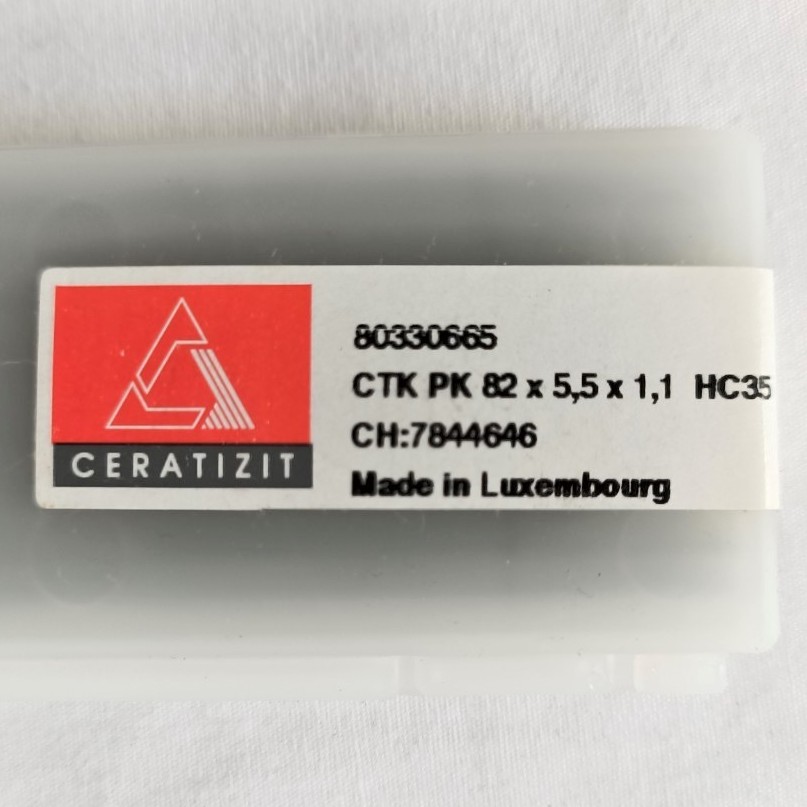 CERATIZIT
80330665
CTK PK 82 x 5,5 x 1,1 HC35
CH:7844646
Made in Luxembourg